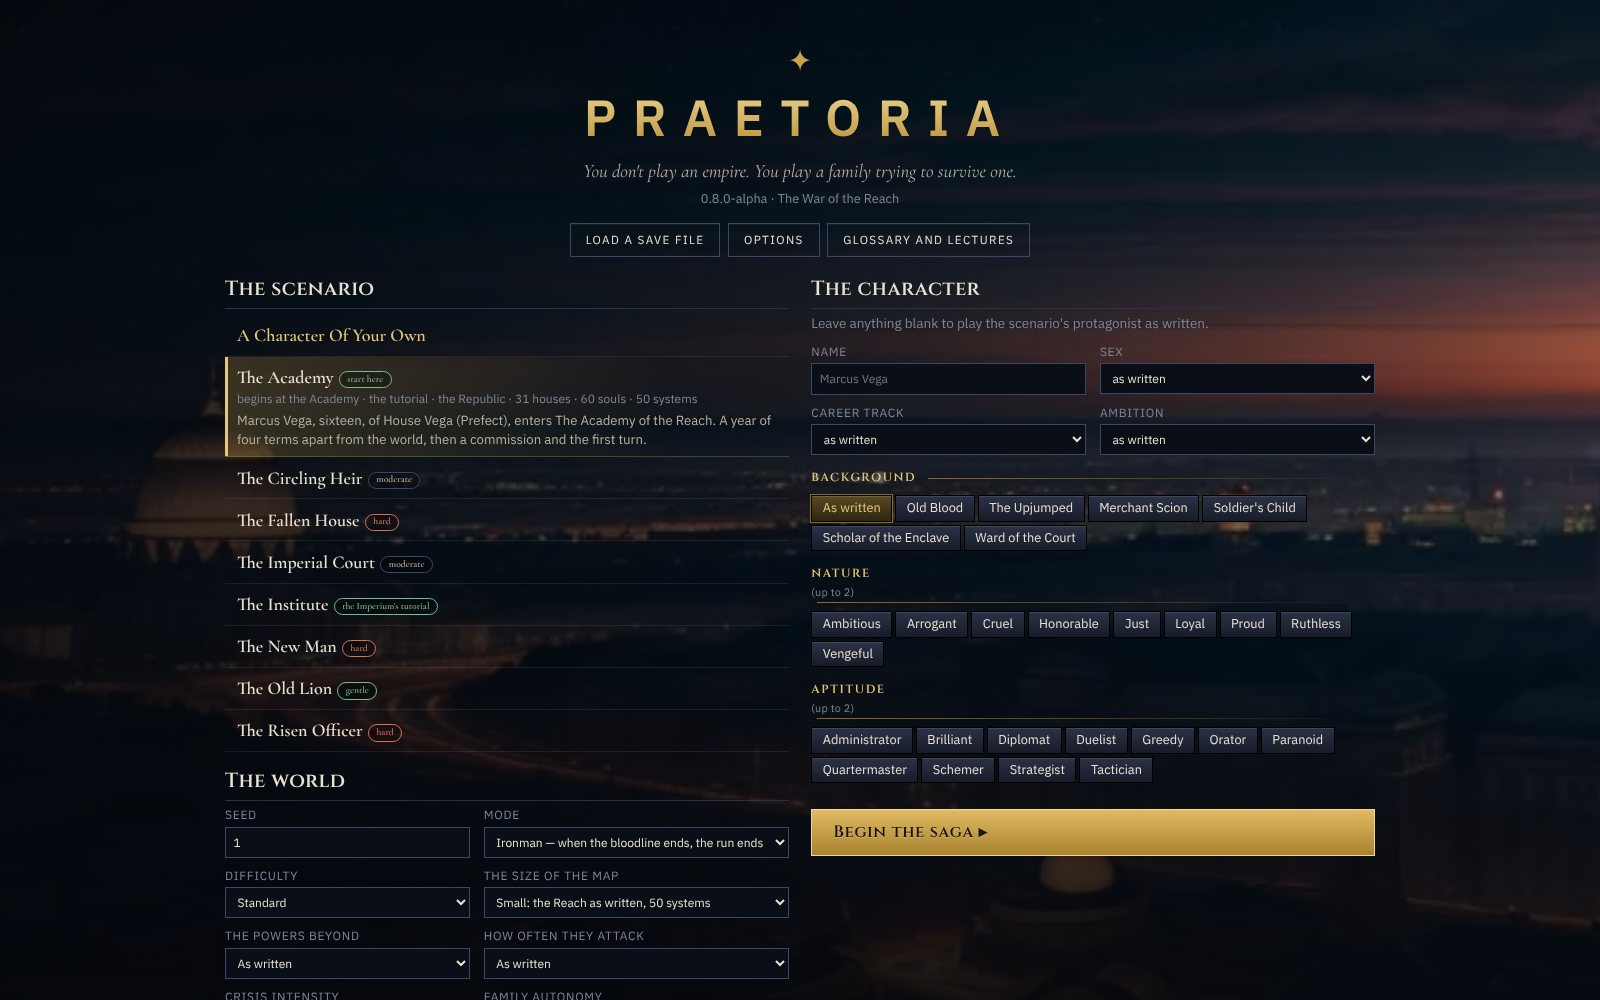 PRAETORIA
You don't play an empire. You play a family trying to survive one.
0.8.0-alpha · The War of the Reach
LOAD A SAVE FILE
OPTIONS
GLOSSARY AND LECTURES
The scenario
A Character Of Your Own
The Academy start here
begins at the Academy · the tutorial · the Republic · 31 houses · 60 souls · 50 systems
Marcus Vega, sixteen, of House Vega (Prefect), enters The Academy of the Reach. A year of
four terms apart from the world, then a commission and the first turn.
The Circling Heir moderate
The Fallen House hard
The Imperial Court moderate
The Institute the Imperium's tutorial
The New Man hard
The Old Lion gentle
The Risen Officer hard
The world
SEED
1
MODE
Ironman — when the bloodline ends, the run ends
DIFFICULTY
Standard
THE SIZE OF THE MAP
Small: the Reach as written, 50 systems
THE POWERS BEYOND
As written
HOW OFTEN THEY ATTACK
As written
CRISIS INTENSITY
FAMILY AUTONOMY
The character
Leave anything blank to play the scenario's protagonist as written.
NAME
Marcus Vega
SEX
as written
CAREER TRACK
as written
AMBITION
as written
BACKGROUND
As written Old Blood The Upjumped Merchant Scion Soldier's Child
Scholar of the Enclave Ward of the Court
NATURE
(up to 2)
Ambitious Arrogant Cruel Honorable Just Loyal Proud Ruthless
Vengeful
APTITUDE
(up to 2)
Administrator Brilliant Diplomat Duelist Greedy Orator Paranoid
Quartermaster Schemer Strategist Tactician
Begin the saga ▸